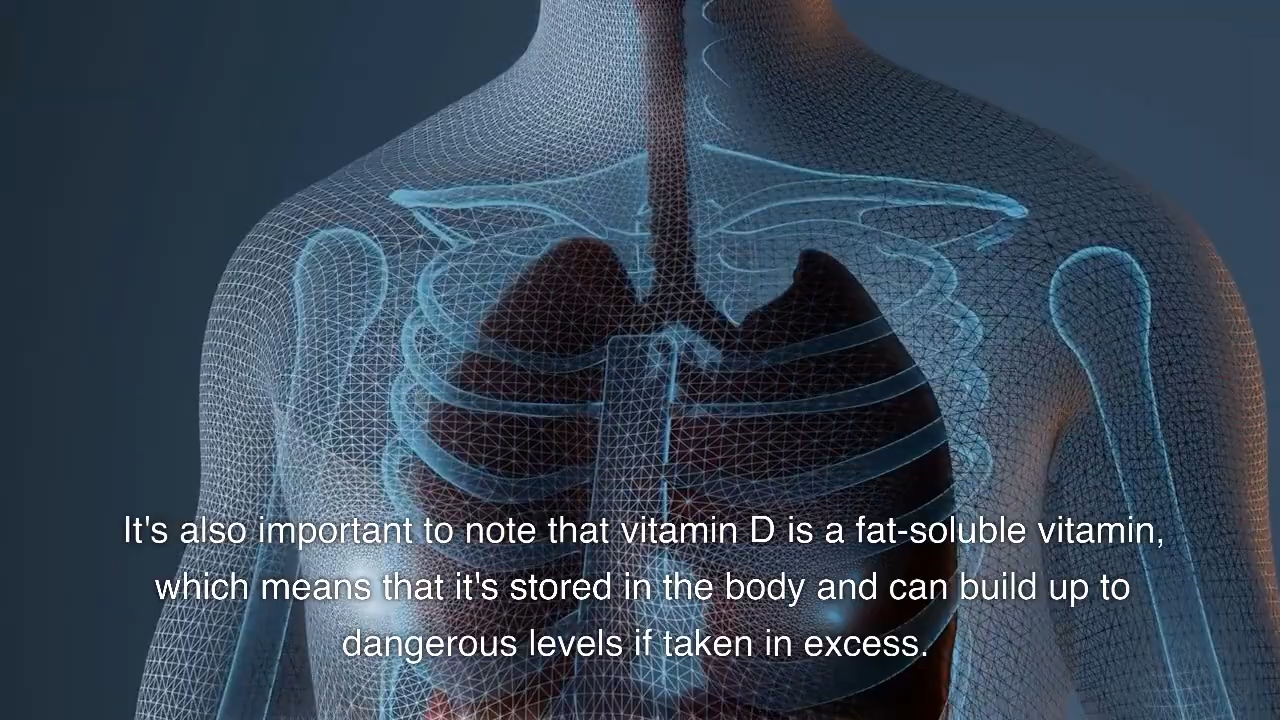 It's also important to note that vitamin D is a fat-soluble vitamin,
which means that it's stored in the body and can build up to
dangerous levels if taken in excess.